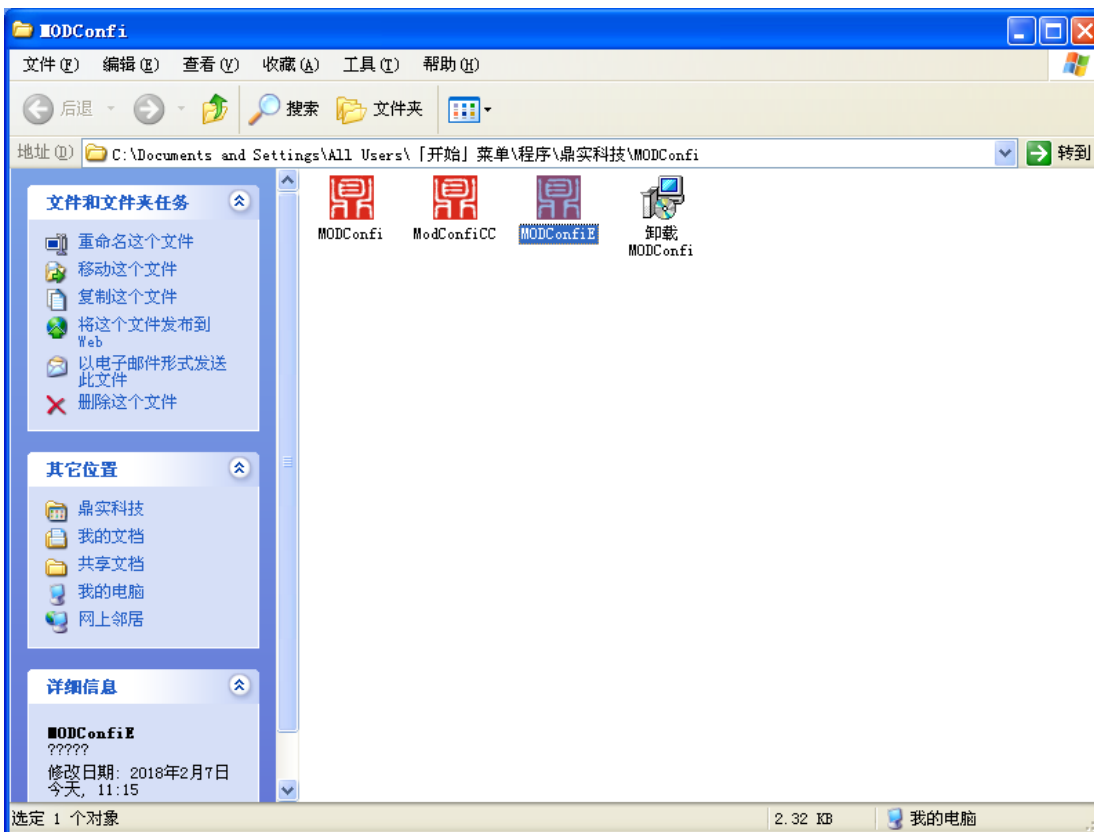 MODConfi
文件(F) 编辑(E) 查看(V) 收藏(A) 工具(T) 帮助(H)
后退 搜索 文件夹
地址(D) C:\Documents and Settings\All Users\「开始」菜单\程序\鼎实科技\MODConfi 转到
文件和文件夹任务
重命名这个文件
移动这个文件
复制这个文件
将这个文件发布到
Web
以电子邮件形式发送
此文件
删除这个文件
其它位置
鼎实科技
我的文档
共享文档
我的电脑
网上邻居
详细信息
MODConfiE
?????
修改日期: 2018年2月7日
今天, 11:15
鼎 鼎 鼎
MODConfi ModConfiCC MODConfiE 卸载
MODConfi
选定 1 个对象 2.32 KB 我的电脑